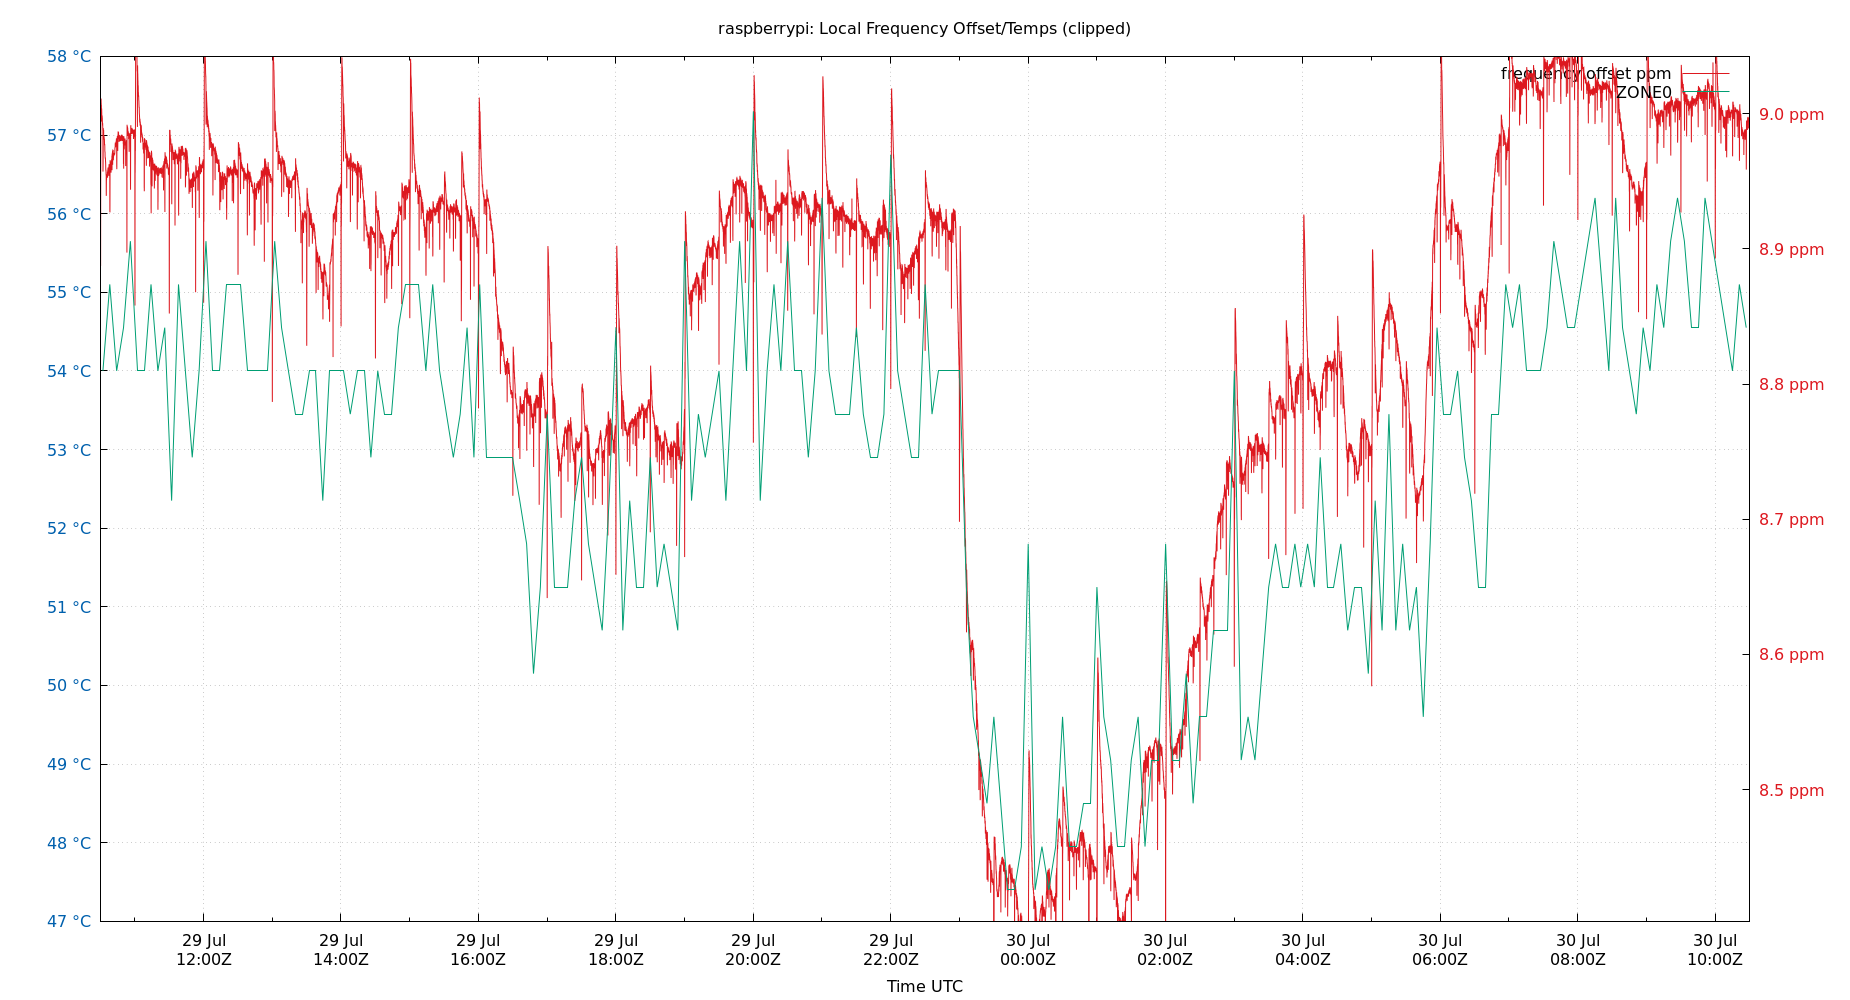 raspberrypi: Local Frequency Offset/Temps (clipped)
58 °C
57 °C
56 °C
55 °C
54 °C
53 °C
52 °C
51 °C
50 °C
49 °C
48 °C
47 °C
frequency offset ppm
ZONE0
9.0 ppm
8.9 ppm
8.8 ppm
8.7 ppm
8.6 ppm
8.5 ppm
29 Jul
12:00Z
29 Jul
14:00Z
29 Jul
16:00Z
29 Jul
18:00Z
29 Jul
20:00Z
29 Jul
22:00Z
30 Jul
00:00Z
30 Jul
02:00Z
30 Jul
04:00Z
30 Jul
06:00Z
30 Jul
08:00Z
30 Jul
10:00Z
Time UTC